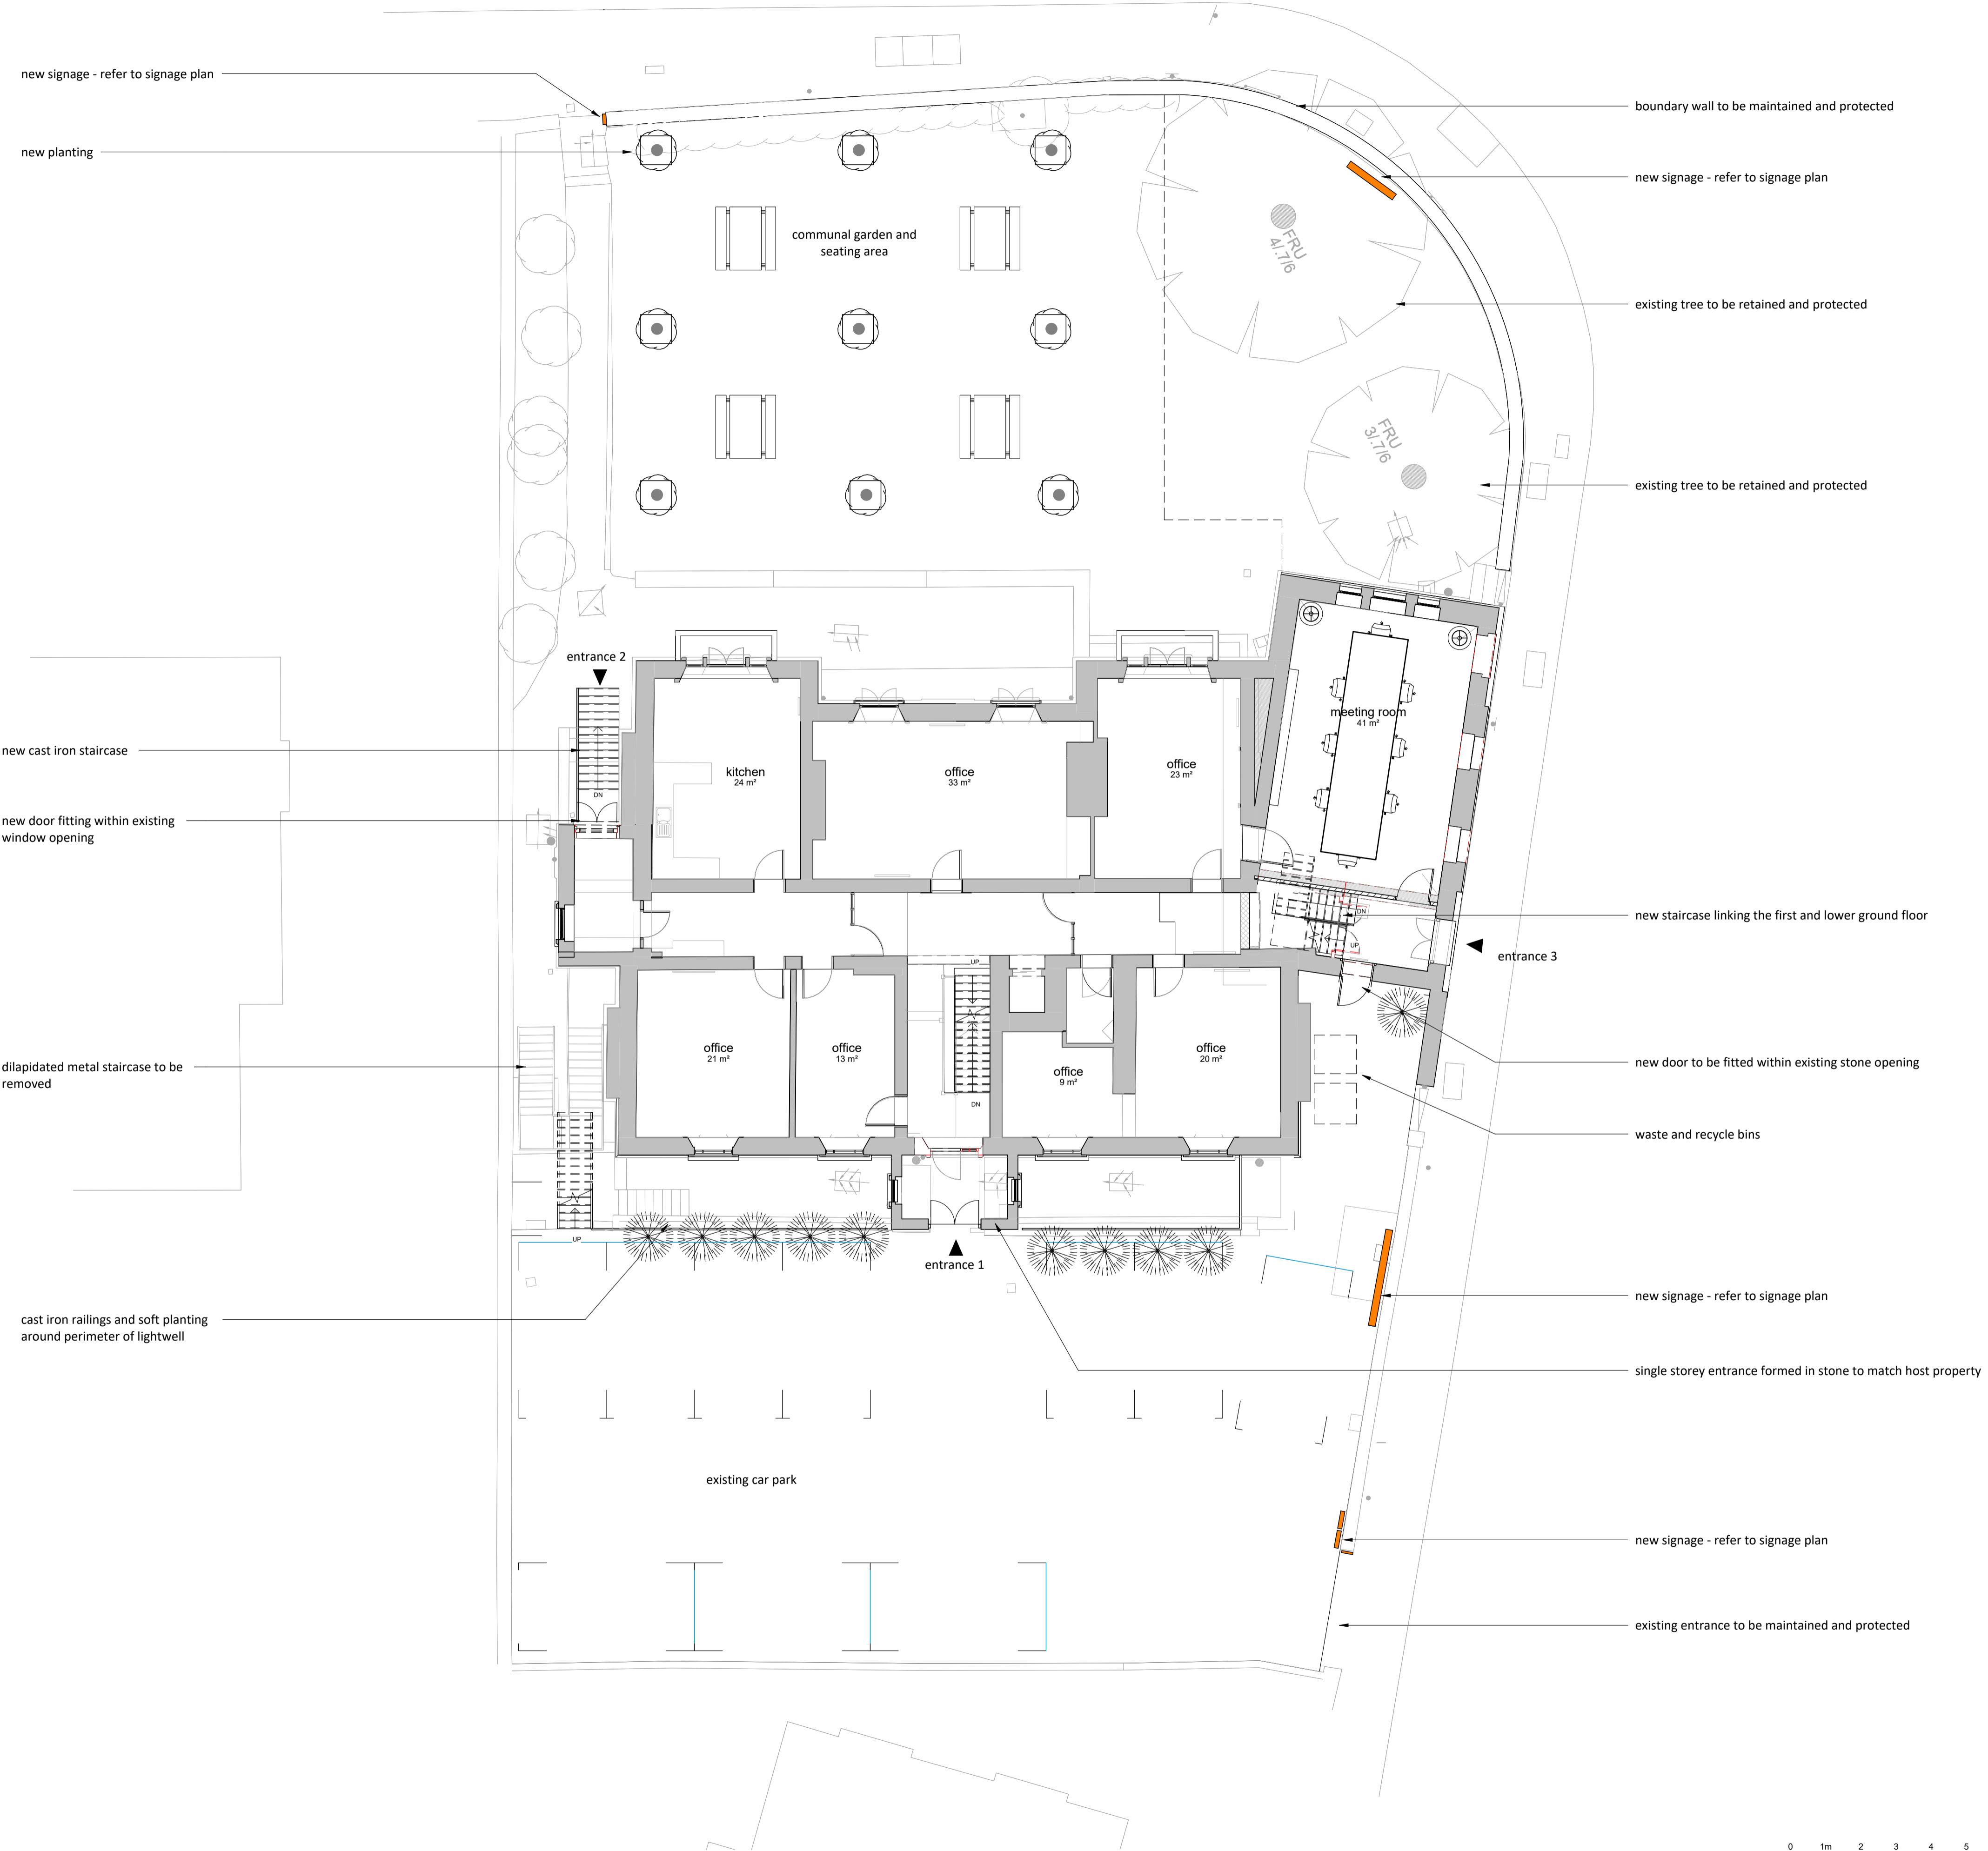 new signage - refer to signage plan
new planting
boundary wall to be maintained and protected
new signage - refer to signage plan
communal garden and
seating area
FRU
4/.7/6
existing tree to be retained and protected
FRU
3/.7/6
existing tree to be retained and protected
entrance 2
new cast iron staircase
DN
new door fitting within existing
window opening
kitchen
24 m²
office
33 m²
office
23 m²
meeting room
41 m²
DN
UP
new staircase linking the first and lower ground floor
entrance 3
UP
DN
office
21 m²
office
13 m²
office
9 m²
office
20 m²
dilapidated metal staircase to be
removed
new door to be fitted within existing stone opening
waste and recycle bins
UP
entrance 1
cast iron railings and soft planting
around perimeter of lightwell
new signage - refer to signage plan
single storey entrance formed in stone to match host property
existing car park
new signage - refer to signage plan
existing entrance to be maintained and protected
0 1m 2 3 4 5